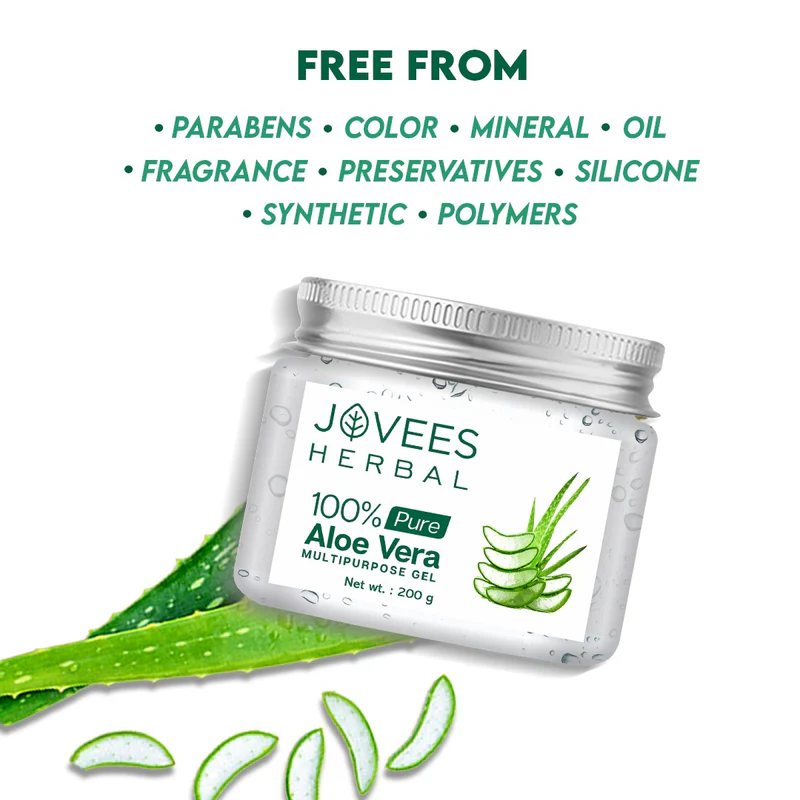 FREE FROM
• PARABENS • COLOR • MINERAL • OIL
• FRAGRANCE • PRESERVATIVES • SILICONE
• SYNTHETIC • POLYMERS
JOVEES
HERBAL
100% Pure
Aloe Vera
MULTIPURPOSE GEL
Net wt. : 200 g